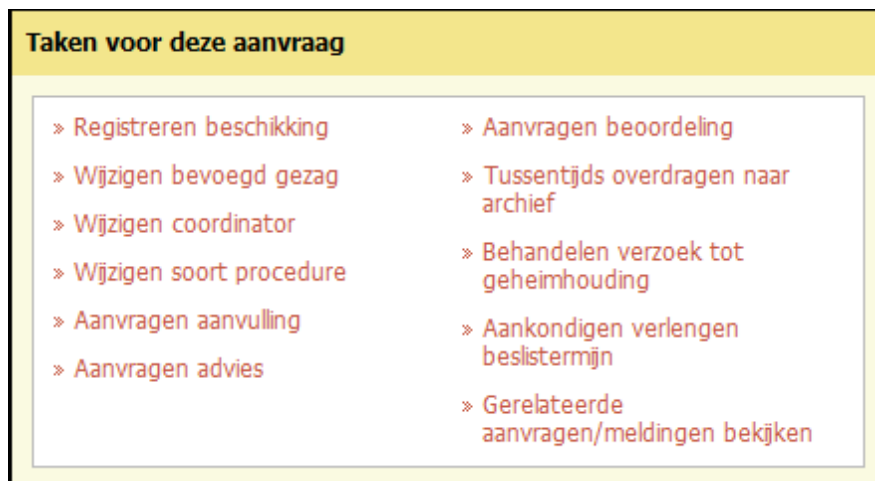 Taken voor deze aanvraag
» Registreren beschikking
» Wijzigen bevoegd gezag
» Wijzigen coordinator
» Wijzigen soort procedure
» Aanvragen aanvulling
» Aanvragen advies
» Aanvragen beoordeling
» Tussentijds overdragen naar
archief
» Behandelen verzoek tot
geheimhouding
» Aankondigen verlengen
beslistermijn
» Gerelateerde
aanvragen/meldingen bekijken